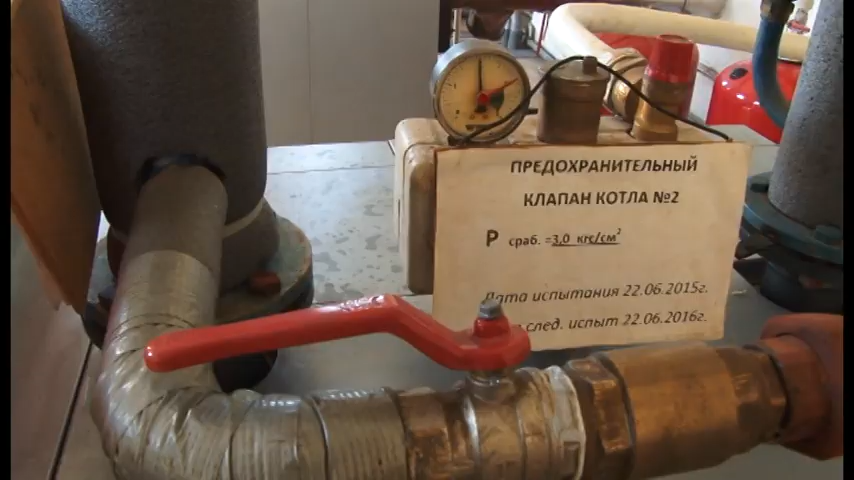 ПРЕДОХРАНИТЕЛЬНЫЙ
КЛАПАН КОТЛА №2
Р сраб. =3,0 кгс/см²
Дата испытания 22.06.2015г.
след. испыт 22.06.2016г.